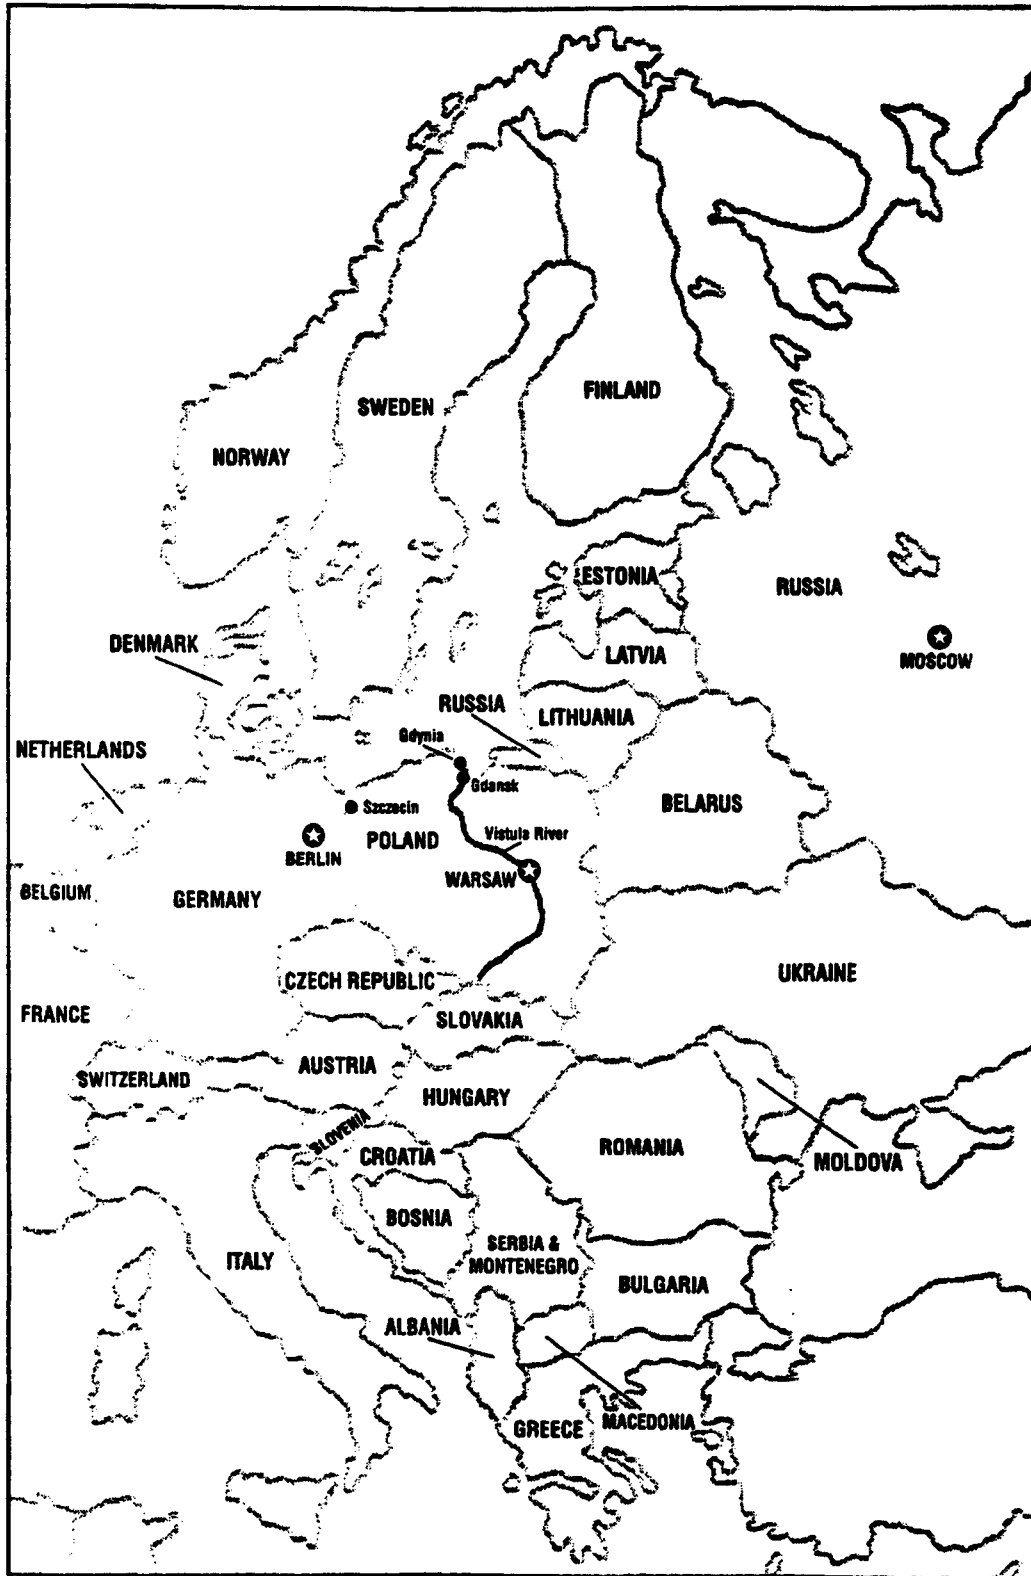 FINLAND
SWEDEN
NORWAY
ESTONIA
RUSSIA
DENMARK
MOSCOW
LATVIA
RUSSIA
LITHUANIA
Gdynia
NETHERLANDS
Gdansk
Szczecin
BELARUS
Vistula River
POLAND
BERLIN
WARSAW
BELGIUM
GERMANY
UKRAINE
CZECH REPUBLIC
FRANCE
SLOVAKIA
AUSTRIA
SWITZERLAND
HUNGARY
SLOVENIA
ROMANIA
CROATIA
MOLDOVA
BOSNIA
SERBIA &
MONTENEGRO
ITALY
BULGARIA
ALBANIA
MACEDONIA
GREECE